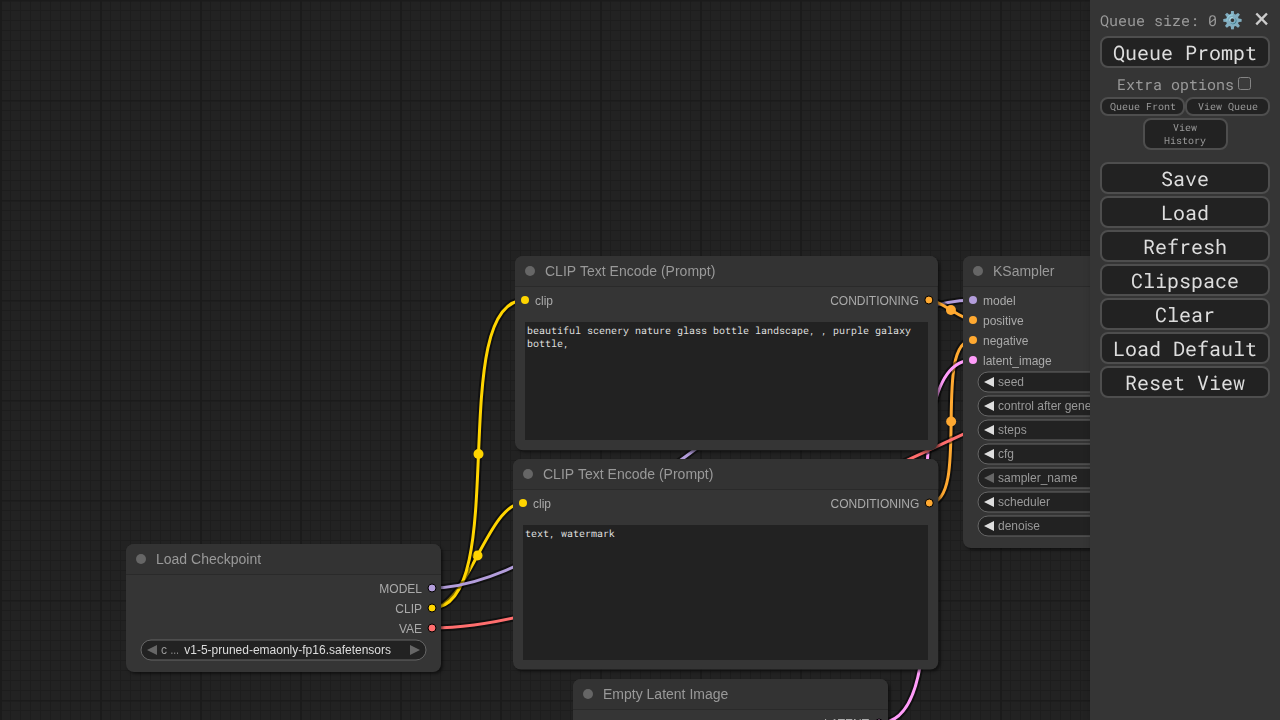 Queue size: 0
Queue Prompt
Extra options
Queue Front
View Queue
View
History
Save
Load
Refresh
Clipspace
Clear
Load Default
Reset View
CLIP Text Encode (Prompt)
clip
CONDITIONING
beautiful scenery nature glass bottle landscape, , purple galaxy
bottle,
KSampler
model
positive
negative
latent_image
seed
control after gene
steps
cfg
sampler_name
scheduler
denoise
CLIP Text Encode (Prompt)
clip
CONDITIONING
text, watermark
Load Checkpoint
MODEL
CLIP
VAE
c ... v1-5-pruned-emaonly-fp16.safetensors
Empty Latent Image